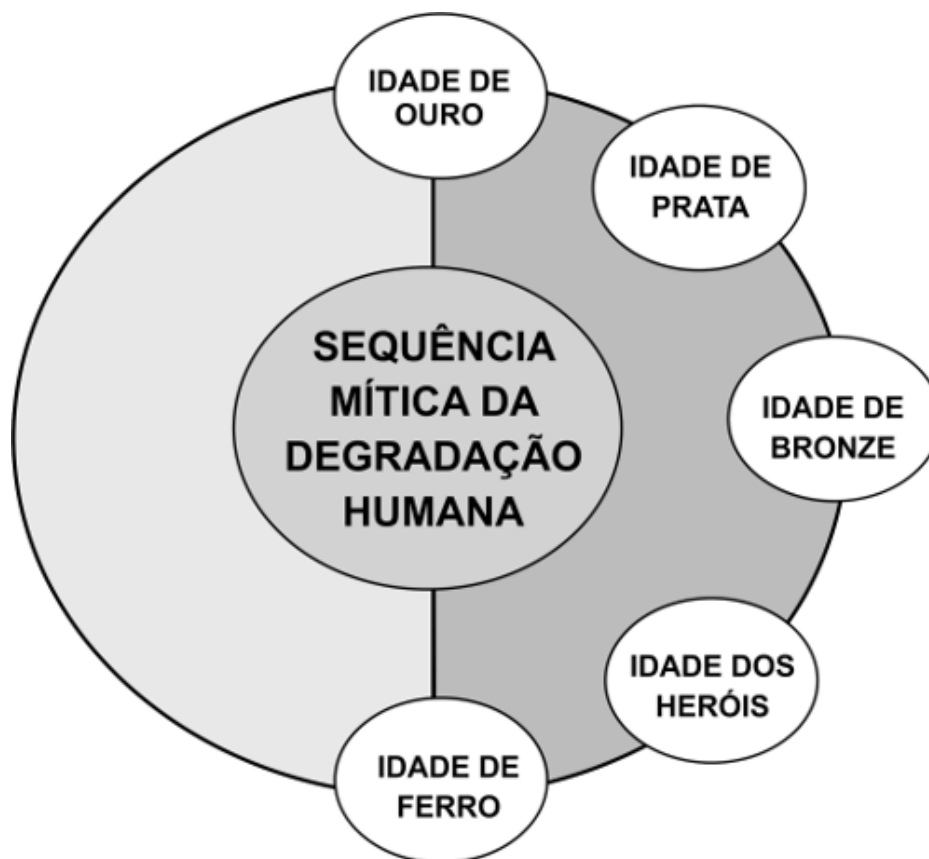 IDADE DE
OURO
IDADE DE
PRATA
SEQUÊNCIA
MÍTICA DA
DEGRADAÇÃO
HUMANA
IDADE DE
BRONZE
IDADE DOS
HERÓIS
IDADE DE
FERRO